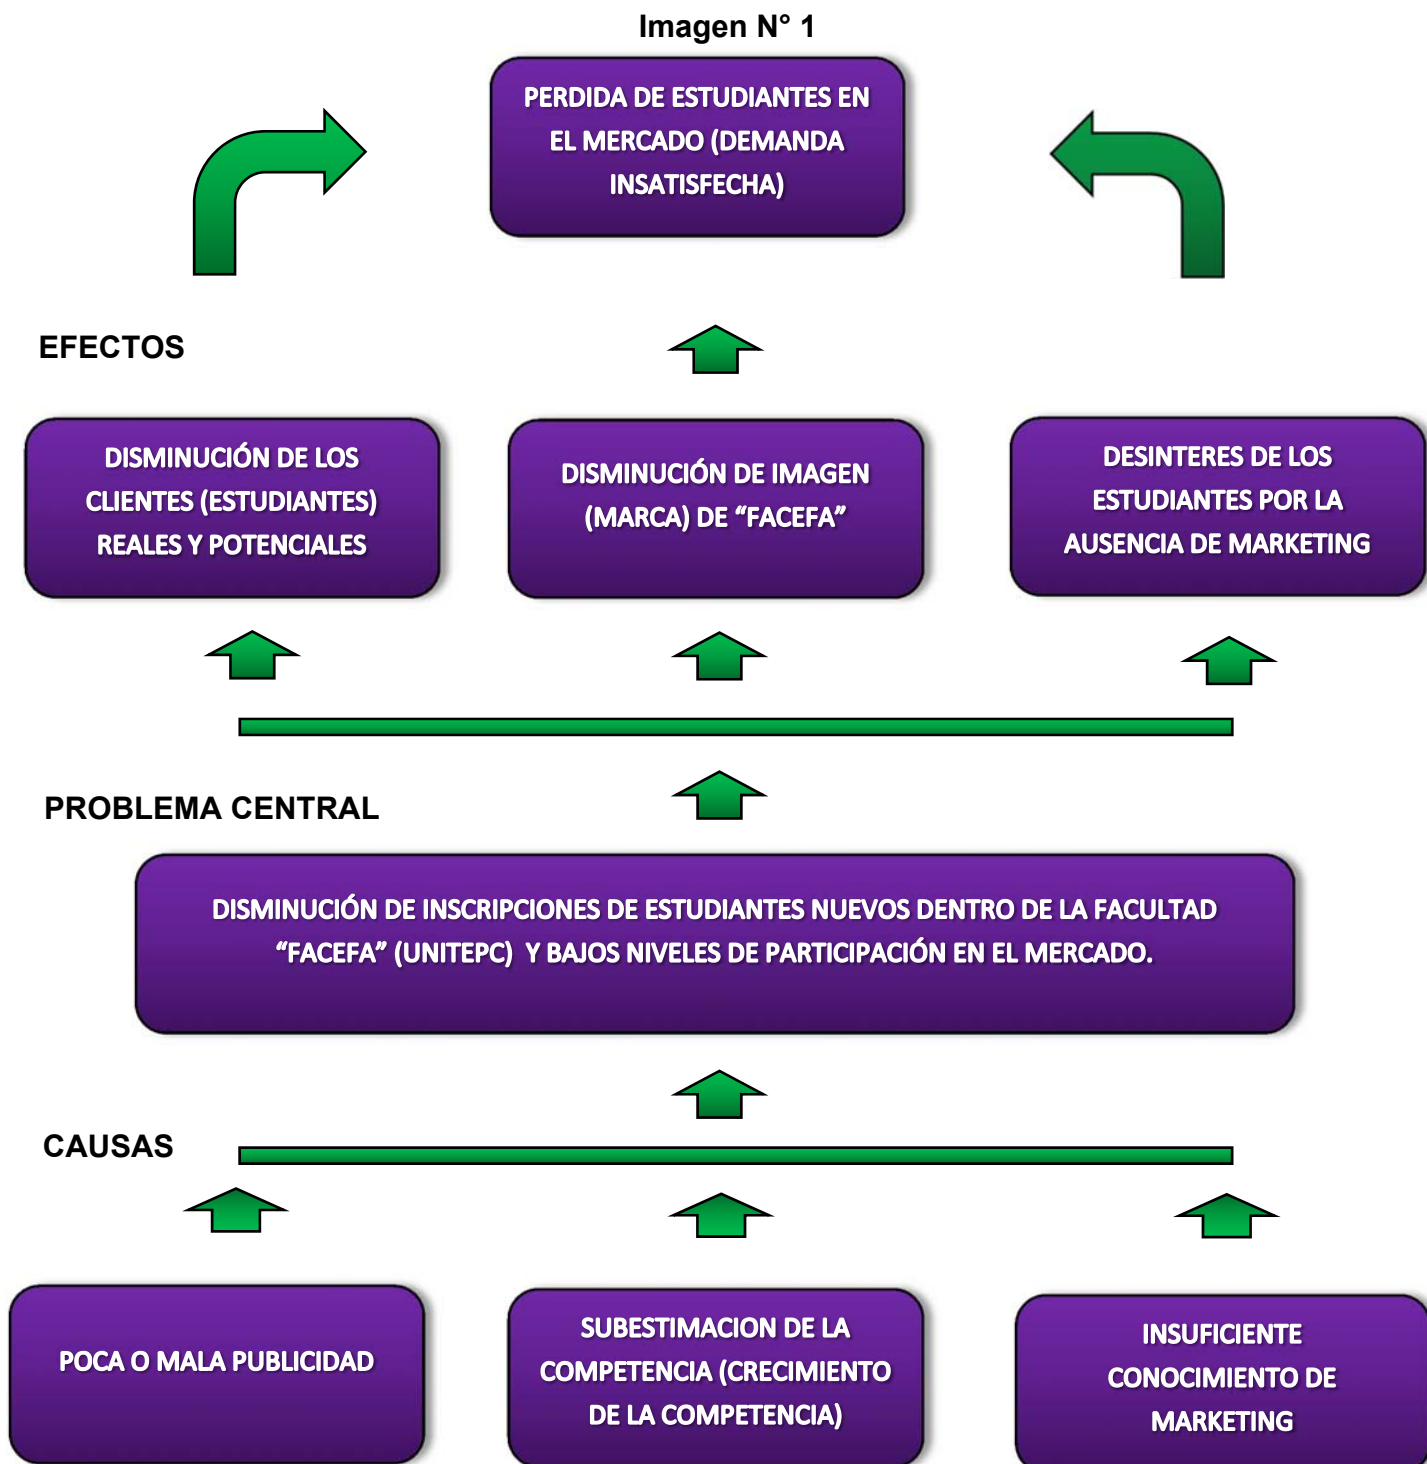 Imagen N° 1
PERDIDA DE ESTUDIANTES EN
EL MERCADO (DEMANDA
INSATISFECHA)
EFECTOS
DISMINUCIÓN DE LOS
CLIENTES (ESTUDIANTES)
REALES Y POTENCIALES
DISMINUCIÓN DE IMAGEN
(MARCA) DE “FACEFA”
DESINTERES DE LOS
ESTUDIANTES POR LA
AUSENCIA DE MARKETING
PROBLEMA CENTRAL
DISMINUCIÓN DE INSCRIPCIONES DE ESTUDIANTES NUEVOS DENTRO DE LA FACULTAD
“FACEFA” (UNITEPC) Y BAJOS NIVELES DE PARTICIPACIÓN EN EL MERCADO.
CAUSAS
POCA O MALA PUBLICIDAD
SUBESTIMACION DE LA
COMPETENCIA (CRECIMIENTO
DE LA COMPETENCIA)
INSUFICIENTE
CONOCIMIENTO DE
MARKETING